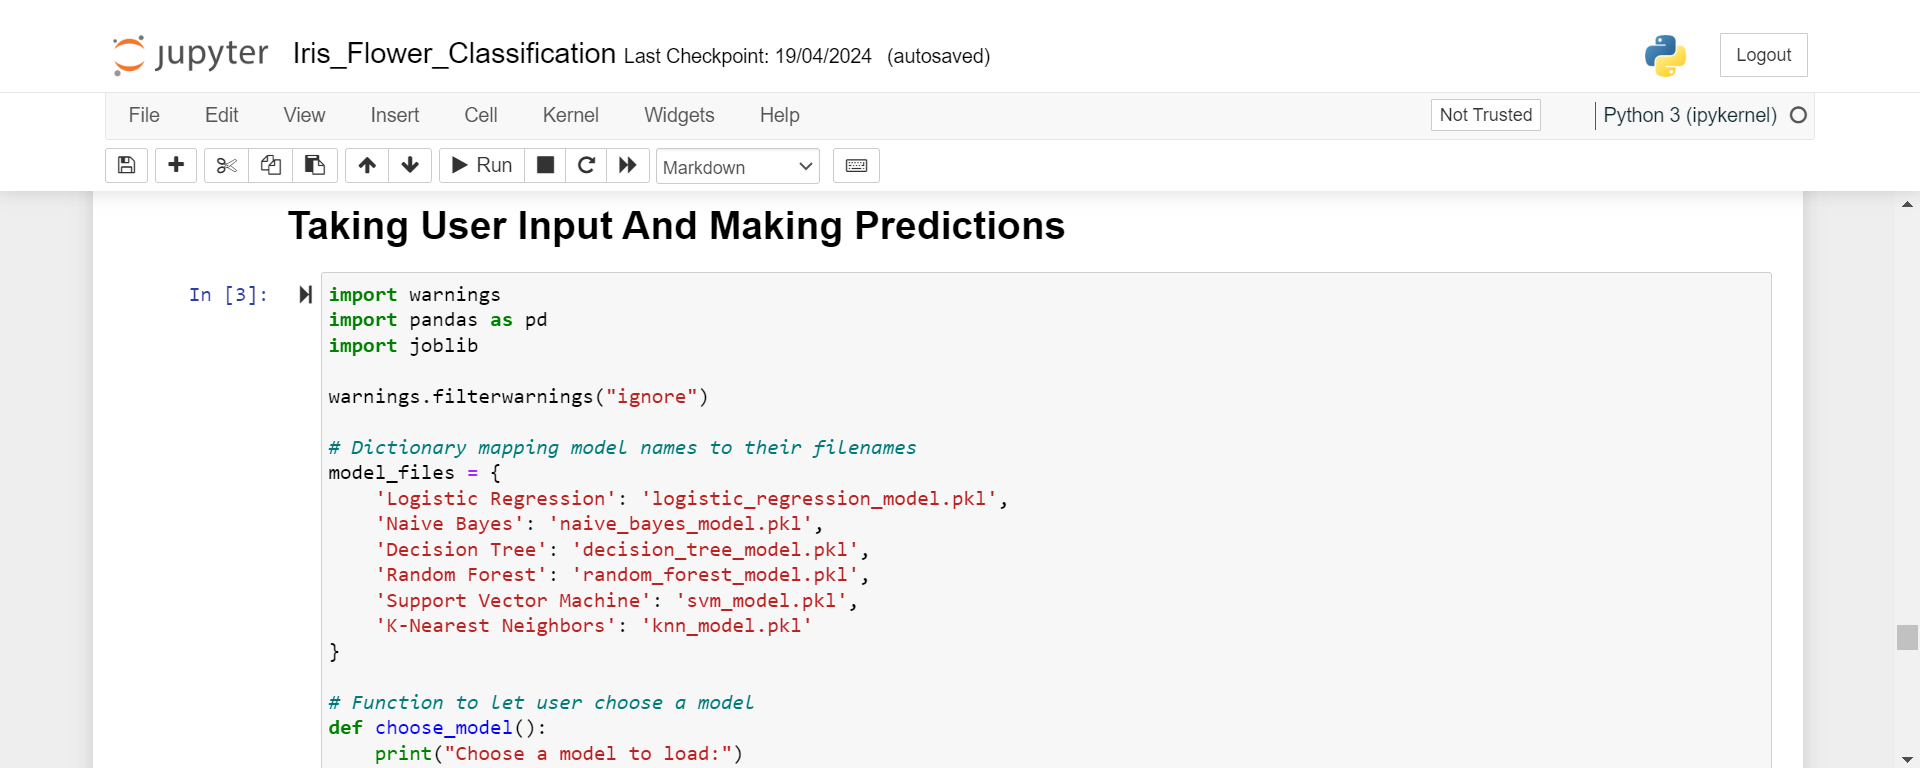 jupyter Iris_Flower_Classification Last Checkpoint: 19/04/2024 (autosaved) Logout
File Edit View Insert Cell Kernel Widgets Help Not Trusted Python 3 (ipykernel)
Run Markdown
Taking User Input And Making Predictions
In [3]: import warnings
import pandas as pd
import joblib
warnings.filterwarnings("ignore")
# Dictionary mapping model names to their filenames
model_files = {
'Logistic Regression': 'logistic_regression_model.pkl',
'Naive Bayes': 'naive_bayes_model.pkl',
'Decision Tree': 'decision_tree_model.pkl',
'Random Forest': 'random_forest_model.pkl',
'Support Vector Machine': 'svm_model.pkl',
'K-Nearest Neighbors': 'knn_model.pkl'
}
# Function to let user choose a model
def choose_model():
print("Choose a model to load:")